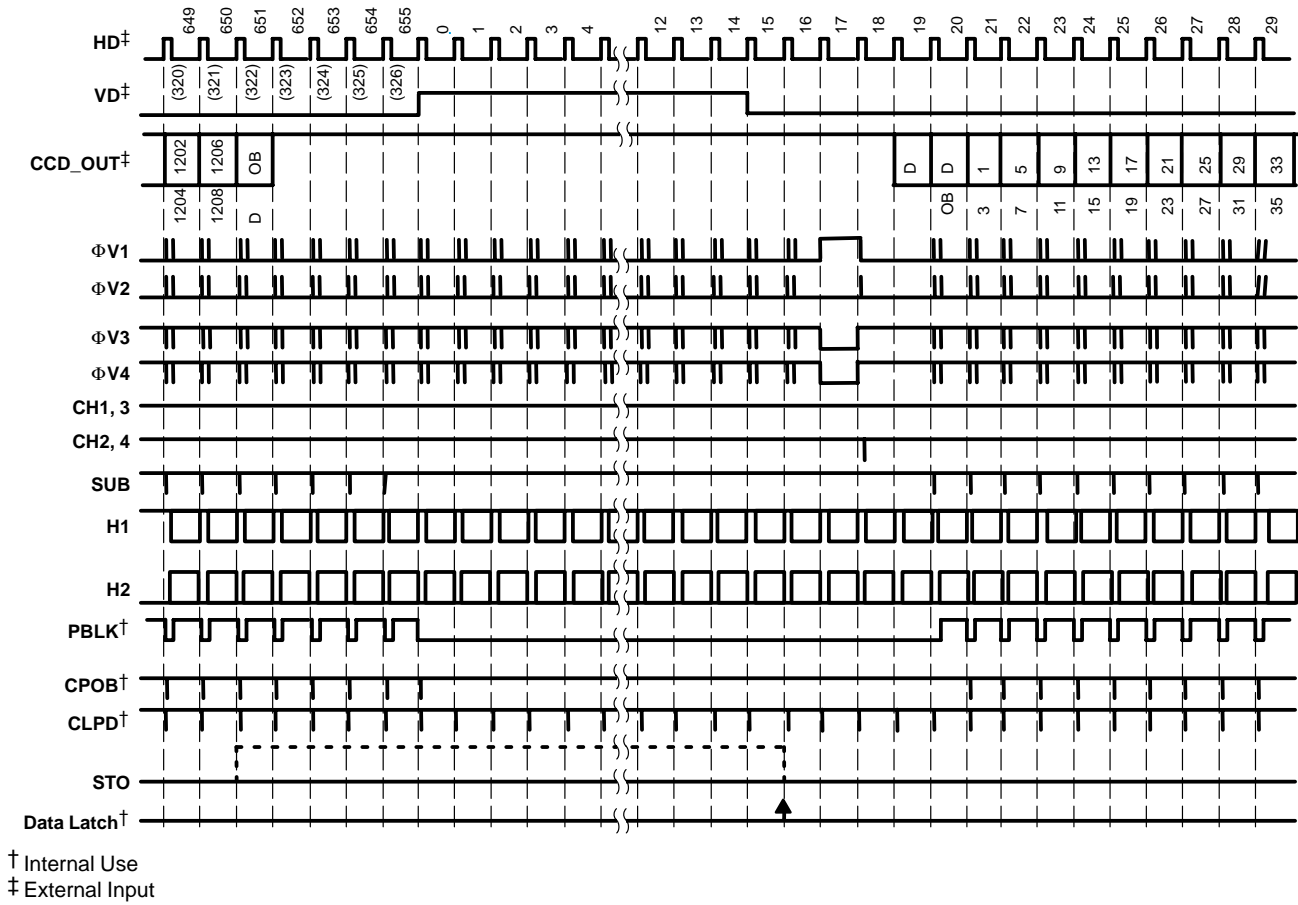 649 650 651 652 653 654 655 0 1 2 3 4 12 13 14 15 16 17 18 19 20 21 22 23 24 25 26 27 28 29
HD‡
(320) (321) (322) (323) (324) (325) (326)
VD‡
CCD_OUT‡ 1202 1206 OB D D 1 5 9 13 17 21 25 29 33
1204 1208 D OB 3 7 11 15 19 23 27 31 35
ΦV1
ΦV2
ΦV3
ΦV4
CH1, 3
CH2, 4
SUB
H1
H2
PBLK†
CPOB†
CLPD†
STO
Data Latch†
† Internal Use
‡ External Input